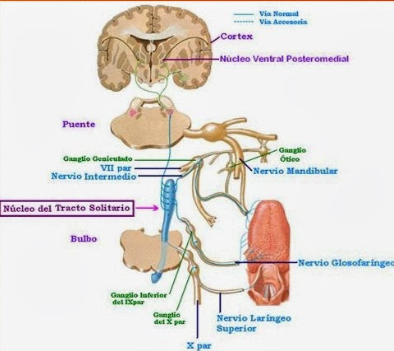 Vía Normal
Vía Accesoria
Cortex
Núcleo Ventral Posteromedial
Puente
Ganglio Geniculado
VII par
Nervio Intermedio
Ganglio
Ótico
Nervio Mandibular
Núcleo del Tracto Solitario
Bulbo
Nervio Glosofaríngeo
Ganglio Inferior
del IXpar
Ganglio
del X par
Nervio Laríngeo
Superior
X par